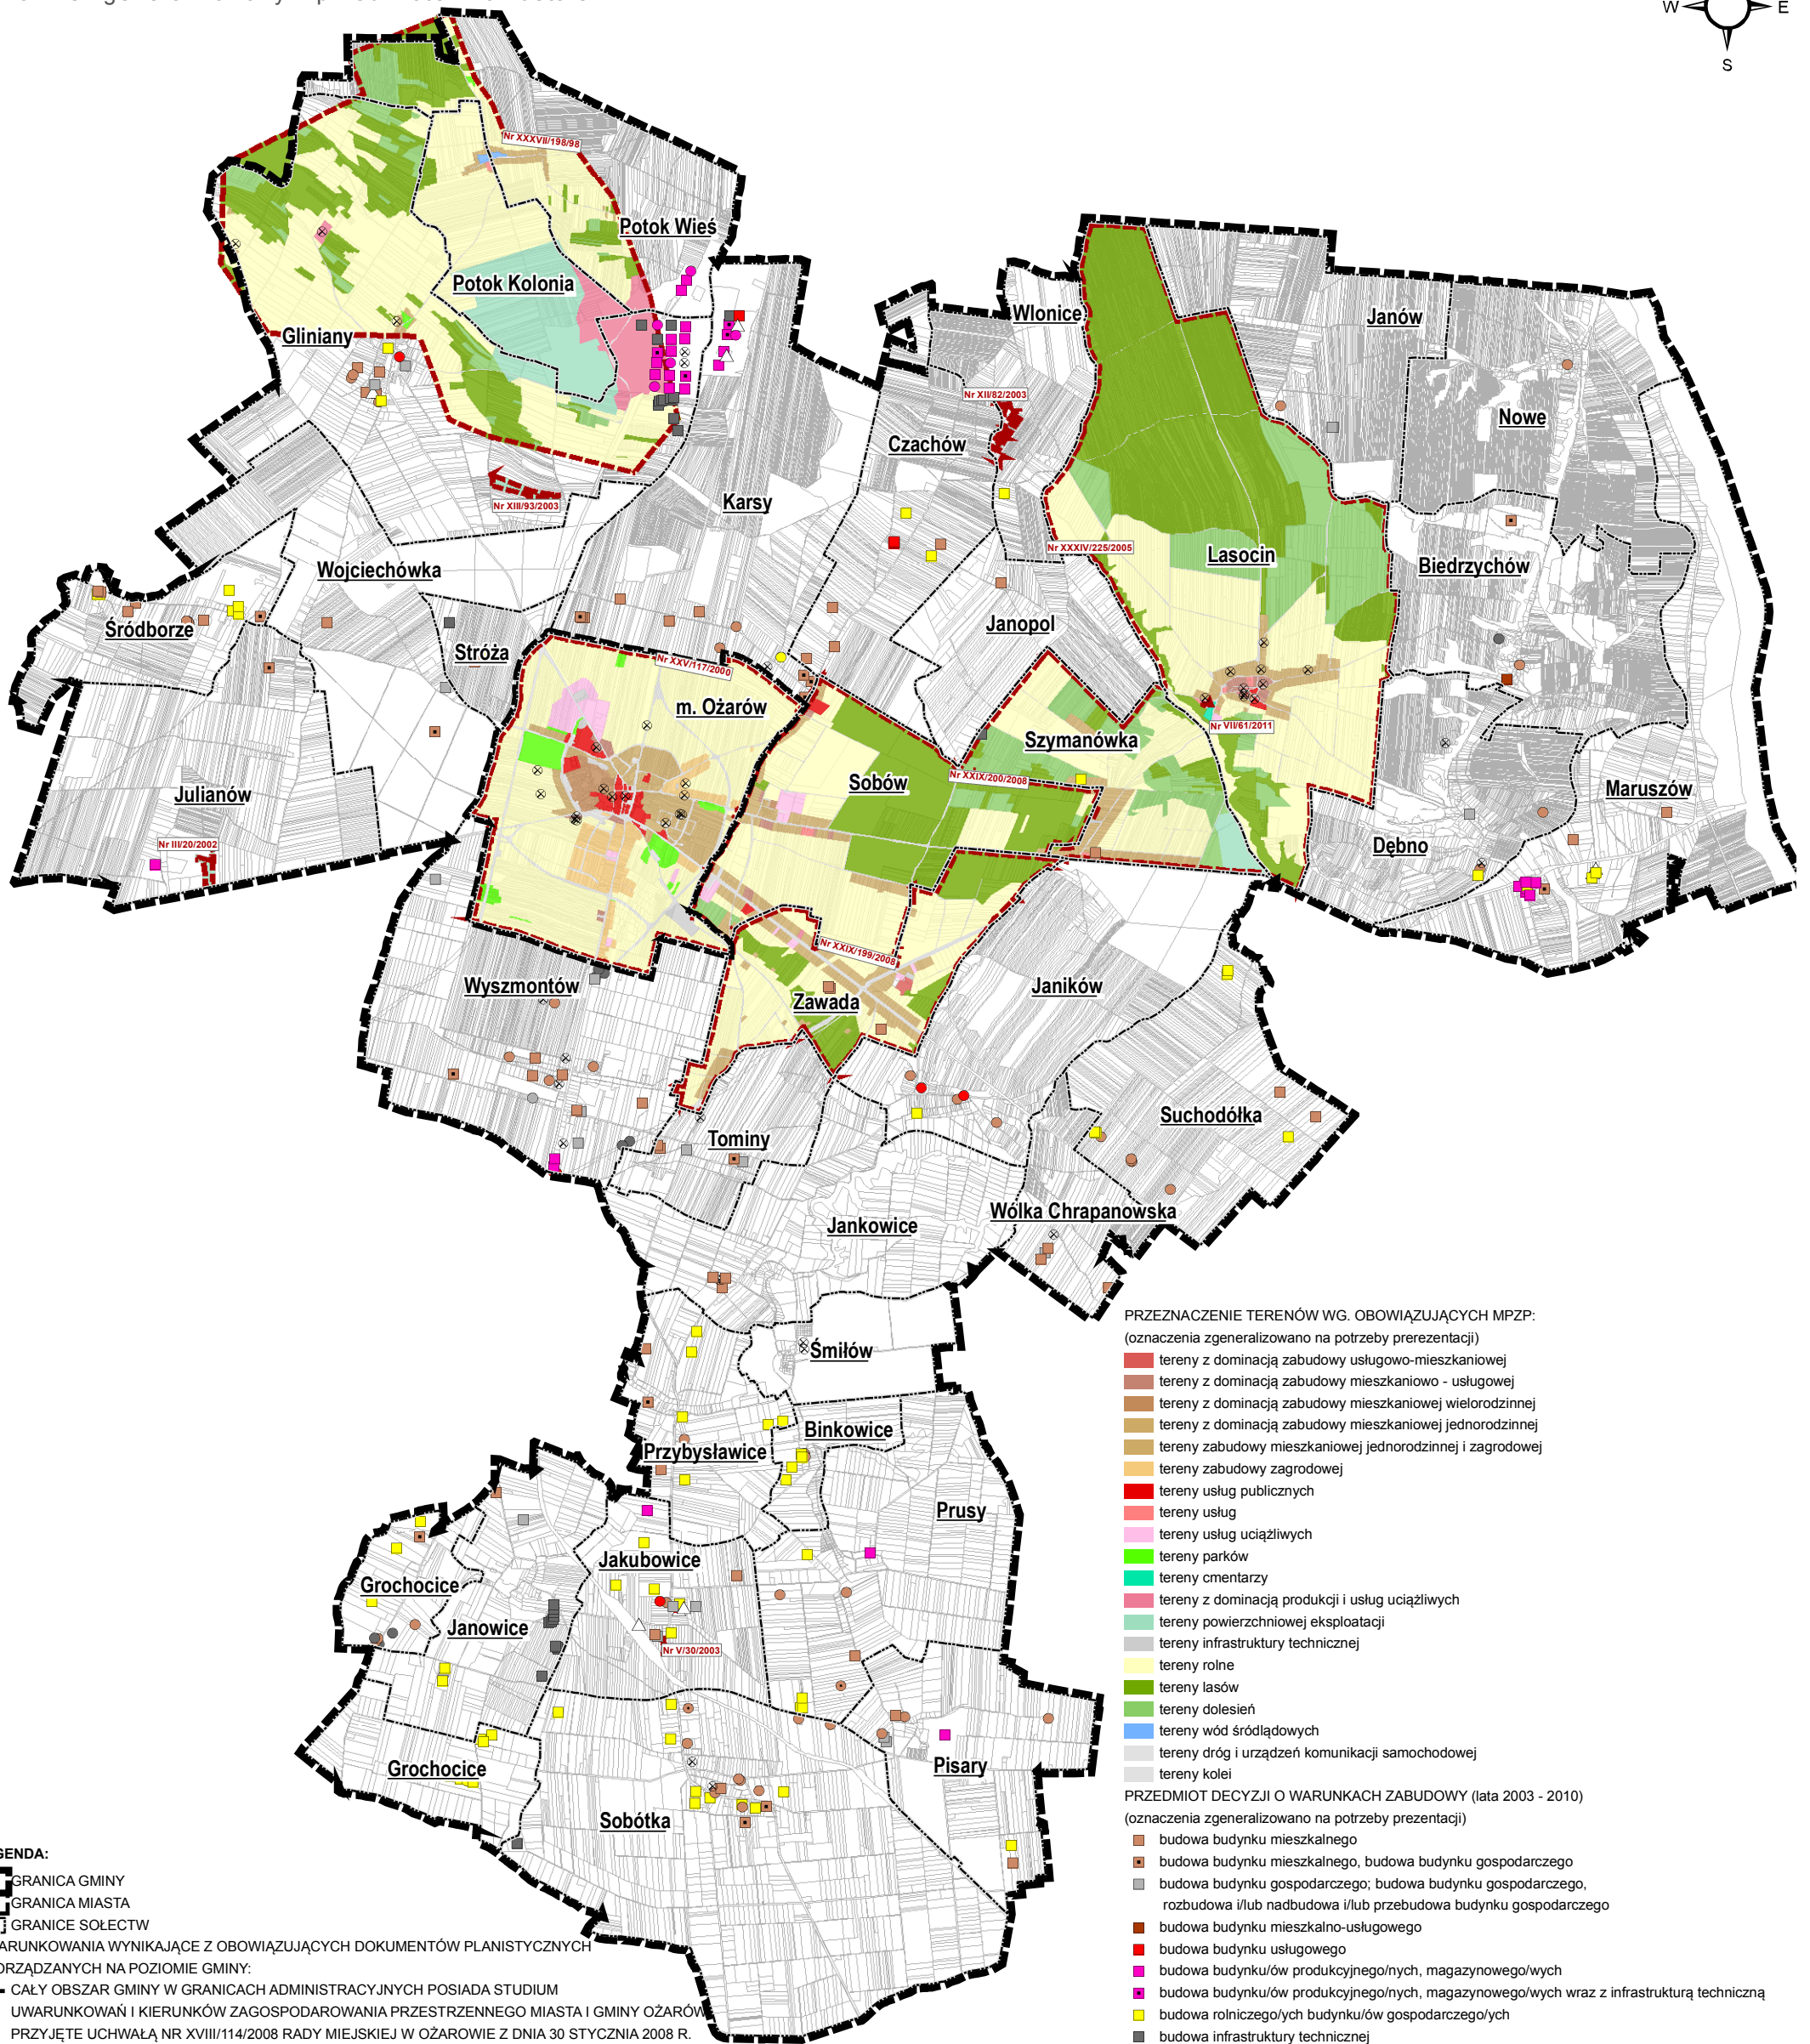 W E
S
Nr XXXVII/198/98
Potok Wieś
Potok Kolonia
Gliniany
Wlonice
Janów
Nr XII/82/2003
Nowe
Czachów
Nr XIII/93/2003
Karsy
Nr XXXIV/225/2005
Lasocin
Biedrzychów
Wojciechówka
Śródborze
Janopol
Stróża
Nr XXV/117/2000
m. Ożarów
Nr VII/61/2011
Szymanówka
Nr XXIX/200/2008
Sobów
Julianów
Maruszów
Nr III/20/2002
Dębno
Nr XXIX/199/2008
Wyszmontów
Janików
Zawada
Suchodółka
Tominy
Wólka Chrapanowska
Jankowice
Śmiłów
Binkowice
Przybysławice
Prusy
Jakubowice
Grochocice
Janowice
Nr V/30/2003
Grochocice
Pisary
Sobótka
PRZEZNACZENIE TERENÓW WG. OBOWIĄZUJĄCYCH MPZP:
(oznaczenia zgeneralizowano na potrzeby prerezentacji)
tereny z dominacją zabudowy usługowo-mieszkaniowej
tereny z dominacją zabudowy mieszkaniowo - usługowej
tereny z dominacją zabudowy mieszkaniowej wielorodzinnej
tereny z dominacją zabudowy mieszkaniowej jednorodzinnej
tereny zabudowy mieszkaniowej jednorodzinnej i zagrodowej
tereny zabudowy zagrodowej
tereny usług publicznych
tereny usług
tereny usług uciążliwych
tereny parków
tereny cmentarzy
tereny z dominacją produkcji i usług uciążliwych
tereny powierzchniowej eksploatacji
tereny infrastruktury technicznej
tereny rolne
tereny lasów
tereny dolesień
tereny wód śródlądowych
tereny dróg i urządzeń komunikacji samochodowej
tereny kolei
PRZEDMIOT DECYZJI O WARUNKACH ZABUDOWY (lata 2003 - 2010)
(oznaczenia zgeneralizowano na potrzeby prezentacji)
budowa budynku mieszkalnego
budowa budynku mieszkalnego, budowa budynku gospodarczego
budowa budynku gospodarczego; budowa budynku gospodarczego,
rozbudowa i/lub nadbudowa i/lub przebudowa budynku gospodarczego
budowa budynku mieszkalno-usługowego
budowa budynku usługowego
budowa budynku/ów produkcyjnego/nych, magazynowego/wych
budowa budynku/ów produkcyjnego/nych, magazynowego/wych wraz z infrastrukturą techniczną
budowa rolniczego/ych budynku/ów gospodarczego/ych
budowa infrastruktury technicznej
GENDA:
GRANICA GMINY
GRANICA MIASTA
GRANICE SOŁECTW
ARUNKOWANIA WYNIKAJĄCE Z OBOWIĄZUJĄCYCH DOKUMENTÓW PLANISTYCZNYCH
ORZĄDZANYCH NA POZIOMIE GMINY:
CAŁY OBSZAR GMINY W GRANICACH ADMINISTRACYJNYCH POSIADA STUDIUM
UWARUNKOWAŃ I KIERUNKÓW ZAGOSPODAROWANIA PRZESTRZENNEGO MIASTA I GMINY OŻARÓW
PRZYJĘTE UCHWAŁĄ NR XVIII/114/2008 RADY MIEJSKIEJ W OŻAROWIE Z DNIA 30 STYCZNIA 2008 R.